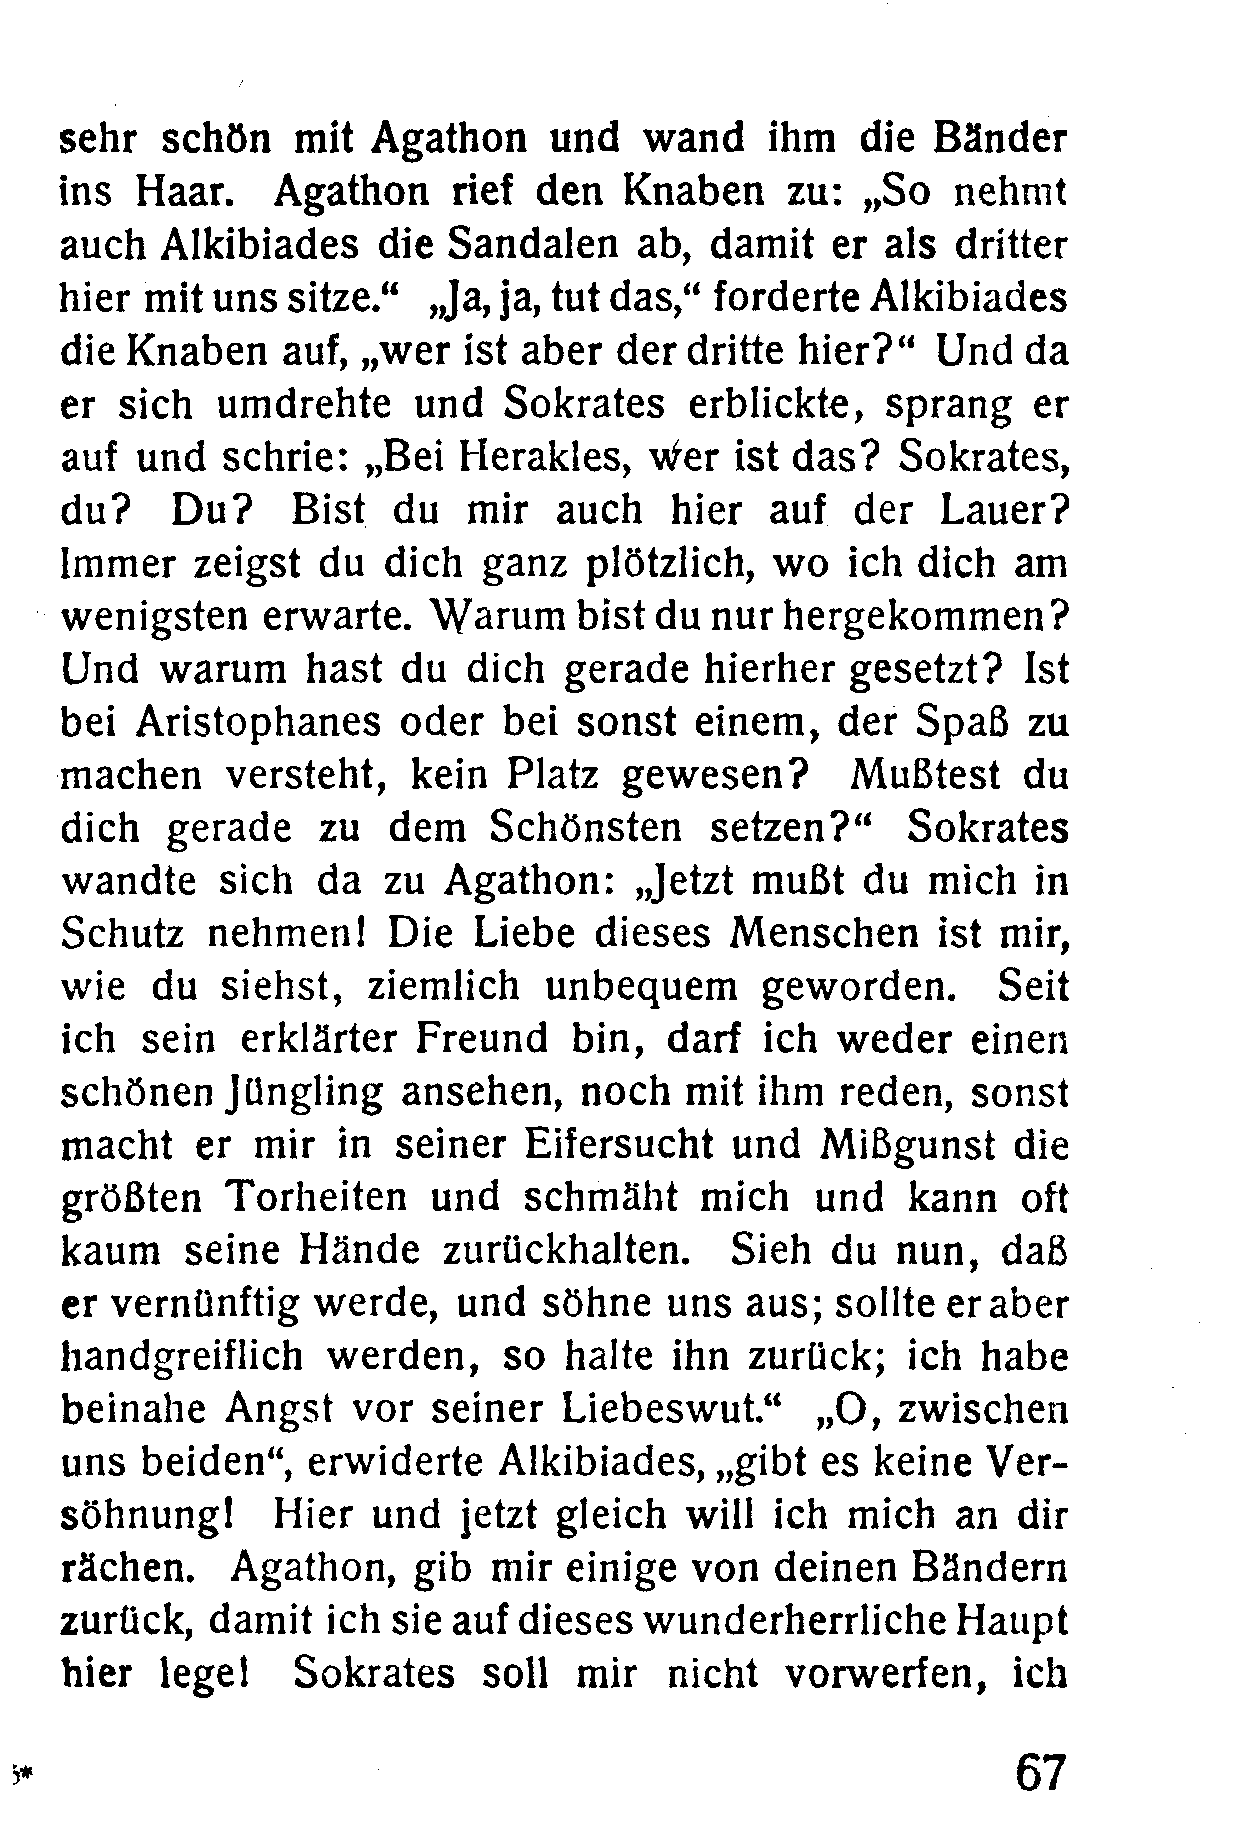 sehr schön mit Agathon und wand ihm die Bänder
ins Haar. Agathon rief den Knaben zu: „So nehmt
auch Alkibiades die Sandalen ab, damit er als dritter
hier mit uns sitze.“ „Ja, ja, tut das,“ forderte Alkibiades
die Knaben auf, „wer ist aber der dritte hier?“ Und da
er sich umdrehte und Sokrates erblickte, sprang er
auf und schrie: „Bei Herakles, wer ist das? Sokrates,
du? Du? Bist du mir auch hier auf der Lauer?
Immer zeigst du dich ganz plötzlich, wo ich dich am
wenigsten erwarte. Warum bist du nur hergekommen?
Und warum hast du dich gerade hierher gesetzt? Ist
bei Aristophanes oder bei sonst einem, der Spaß zu
machen versteht, kein Platz gewesen? Mußtest du
dich gerade zu dem Schönsten setzen?“ Sokrates
wandte sich da zu Agathon: „Jetzt mußt du mich in
Schutz nehmen! Die Liebe dieses Menschen ist mir,
wie du siehst, ziemlich unbequem geworden. Seit
ich sein erklärter Freund bin, darf ich weder einen
schönen Jüngling ansehen, noch mit ihm reden, sonst
macht er mir in seiner Eifersucht und Mißgunst die
größten Torheiten und schmäht mich und kann oft
kaum seine Hände zurückhalten. Sieh du nun, daß
er vernünftig werde, und söhne uns aus; sollte er aber
handgreiflich werden, so halte ihn zurück; ich habe
beinahe Angst vor seiner Liebeswut.“ „O, zwischen
uns beiden“, erwiderte Alkibiades, „gibt es keine Ver-
söhnung! Hier und jetzt gleich will ich mich an dir
rächen. Agathon, gib mir einige von deinen Bändern
zurück, damit ich sie auf dieses wunderherrliche Haupt
hier lege! Sokrates soll mir nicht vorwerfen, ich
5* 67